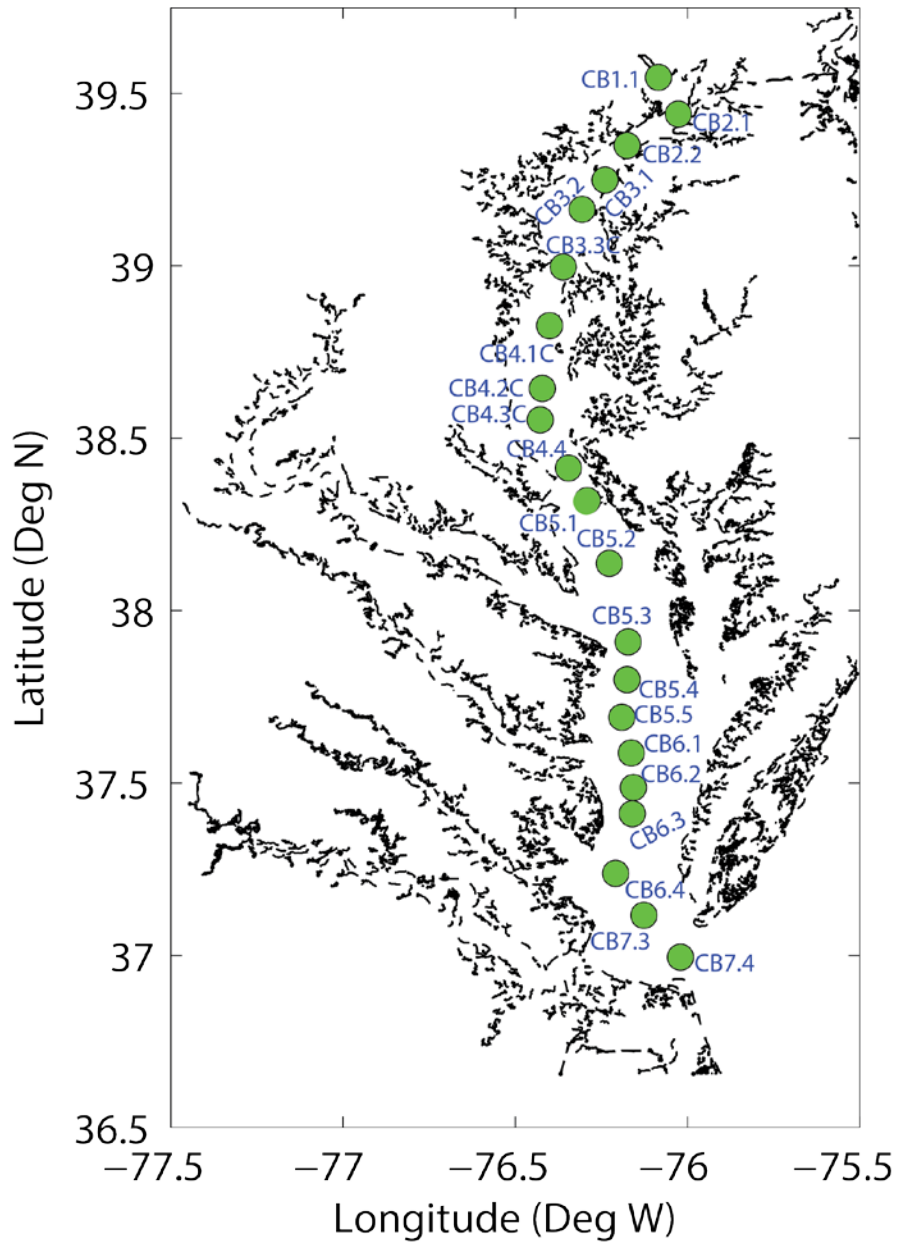 39.5
39
38.5
38
37.5
37
36.5
−77.5
−77
−76.5
−76
−75.5
Latitude (Deg N)
Longitude (Deg W)
CB1.1
CB2.1
CB2.2
CB3.1
CB3.2
CB3.3C
CB4.1C
CB4.2C
CB4.3C
CB4.4
CB5.1
CB5.2
CB5.3
CB5.4
CB5.5
CB6.1
CB6.2
CB6.3
CB6.4
CB7.3
CB7.4